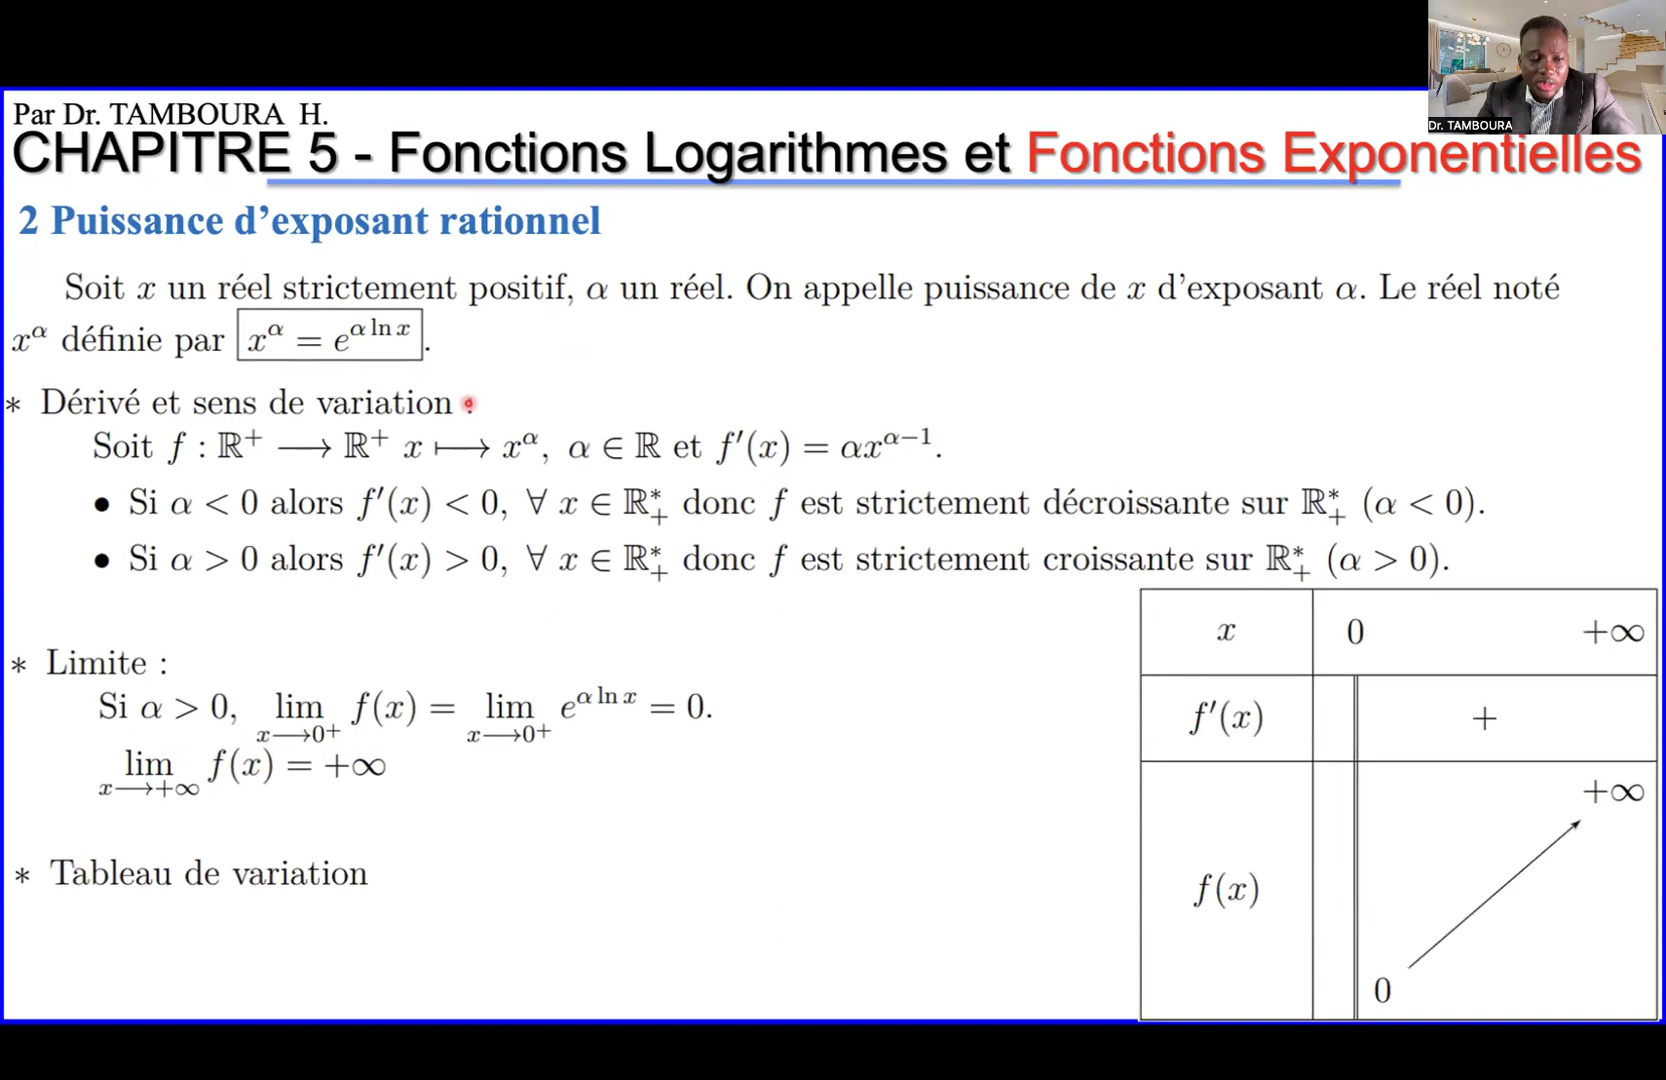 Par Dr. TAMBOURA H.
Dr. TAMBOURA
CHAPITRE 5 - Fonctions Logarithmes et Fonctions Exponentielles
2 Puissance d’exposant rationnel
Soit x un réel strictement positif, α un réel. On appelle puissance de x d’exposant α. Le réel noté
x^α définie par x^α = e^{α ln x}.
∗ Dérivé et sens de variation :
Soit f : ℝ⁺ ⟶ ℝ⁺ x ⟼ x^α, α ∈ ℝ et f′(x) = αx^{α−1}.
• Si α < 0 alors f′(x) < 0, ∀ x ∈ ℝ₊* donc f est strictement décroissante sur ℝ₊* (α < 0).
• Si α > 0 alors f′(x) > 0, ∀ x ∈ ℝ₊* donc f est strictement croissante sur ℝ₊* (α > 0).
∗ Limite :
Si α > 0, lim_{x⟶0⁺} f(x) = lim_{x⟶0⁺} e^{α ln x} = 0.
lim_{x⟶+∞} f(x) = +∞
∗ Tableau de variation
x 0 +∞
f′(x) +
+∞
f(x)
0